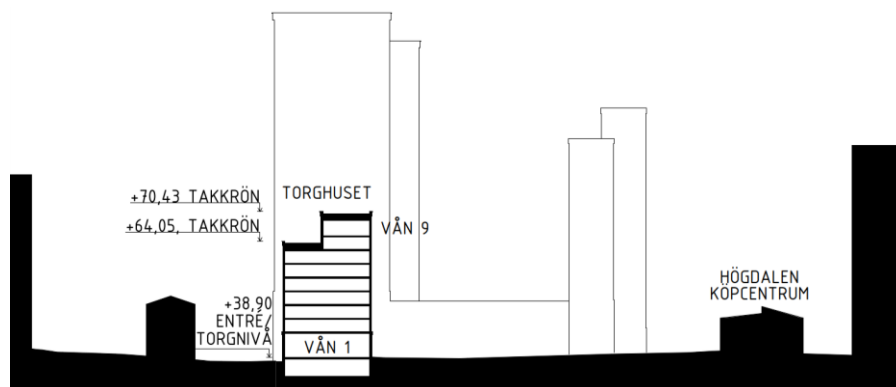 +70,43 TAKKRÖN
TORGHUSET
+64,05, TAKKRÖN
VÅN 9
+38,90
ENTRÉ/
TORGNIVÅ
VÅN 1
HÖGDALEN
KÖPCENTRUM